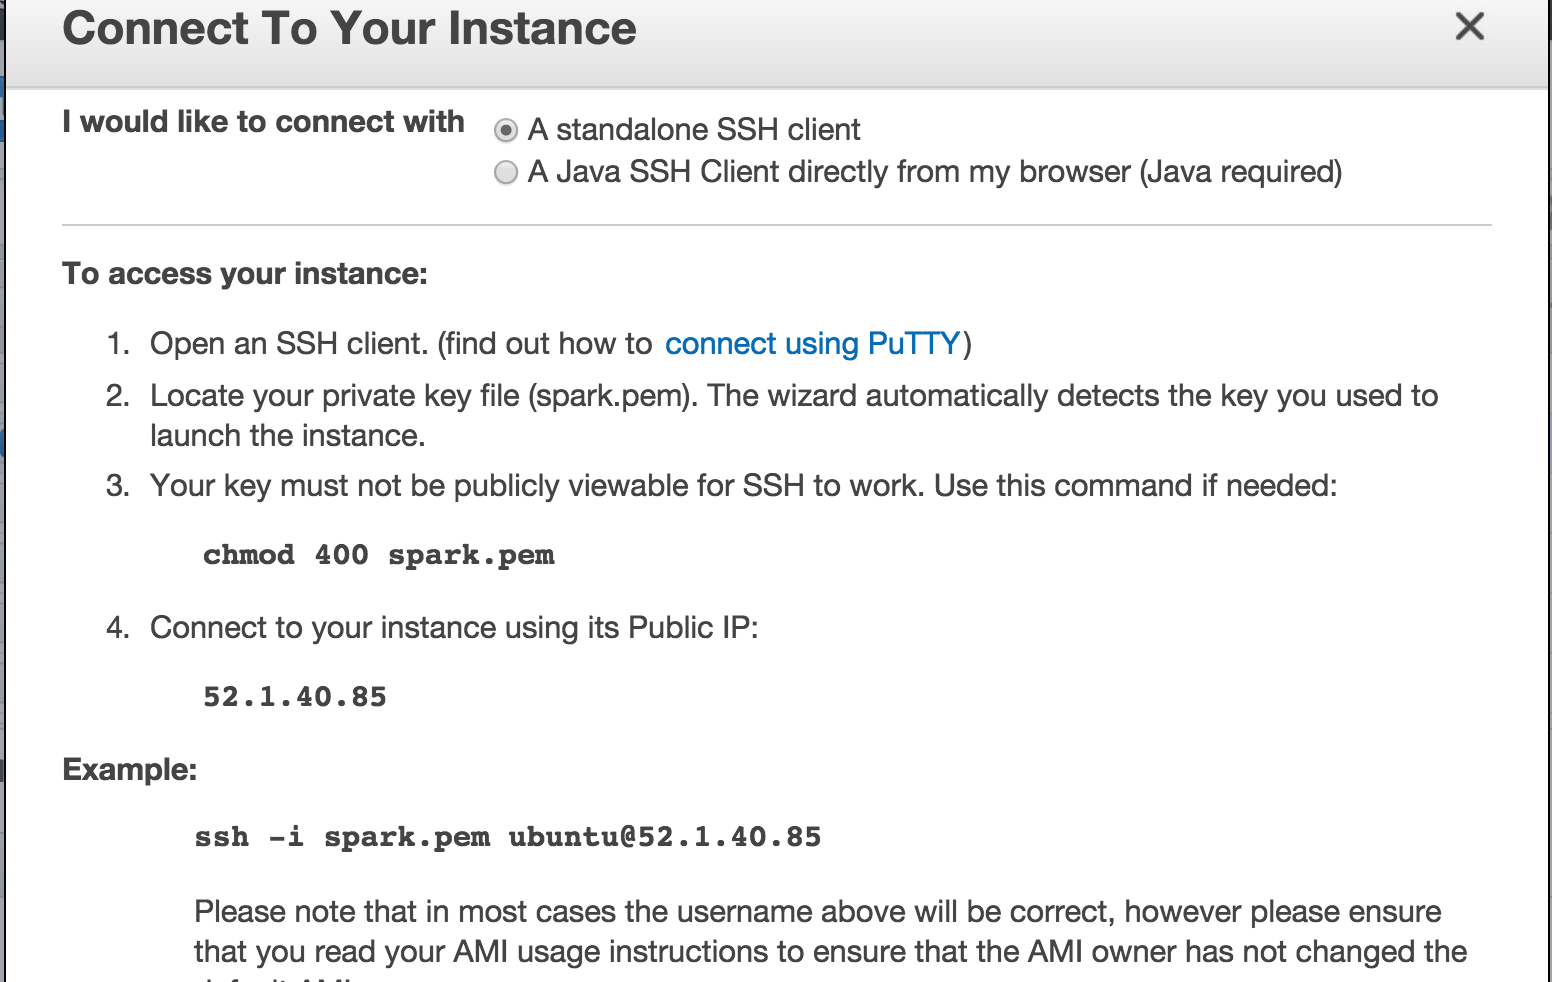 Connect To Your Instance
I would like to connect with
A standalone SSH client
A Java SSH Client directly from my browser (Java required)
To access your instance:
1. Open an SSH client. (find out how to connect using PuTTY)
2. Locate your private key file (spark.pem). The wizard automatically detects the key you used to
launch the instance.
3. Your key must not be publicly viewable for SSH to work. Use this command if needed:
chmod 400 spark.pem
4. Connect to your instance using its Public IP:
52.1.40.85
Example:
ssh -i spark.pem ubuntu@52.1.40.85
Please note that in most cases the username above will be correct, however please ensure
that you read your AMI usage instructions to ensure that the AMI owner has not changed the